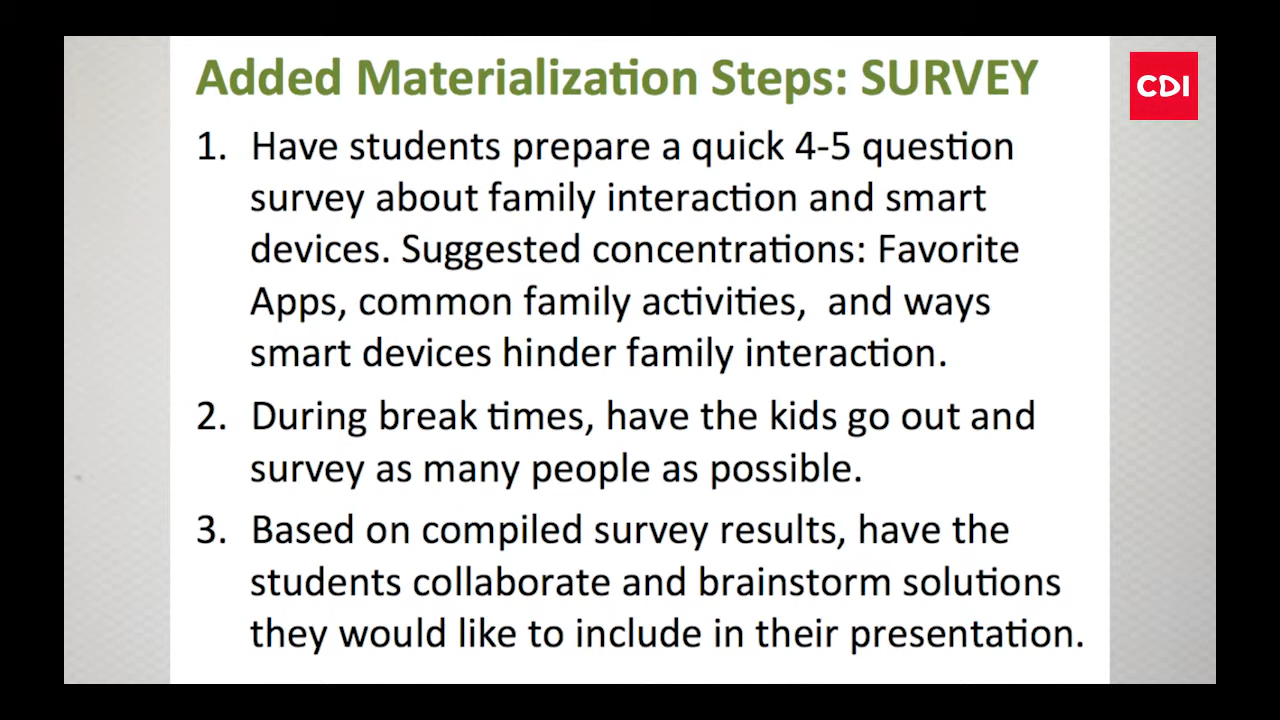 Added Materialization Steps: SURVEY
CDI
1. Have students prepare a quick 4-5 question
survey about family interaction and smart
devices. Suggested concentrations: Favorite
Apps, common family activities,  and ways
smart devices hinder family interaction.
2. During break times, have the kids go out and
survey as many people as possible.
3. Based on compiled survey results, have the
students collaborate and brainstorm solutions
they would like to include in their presentation.